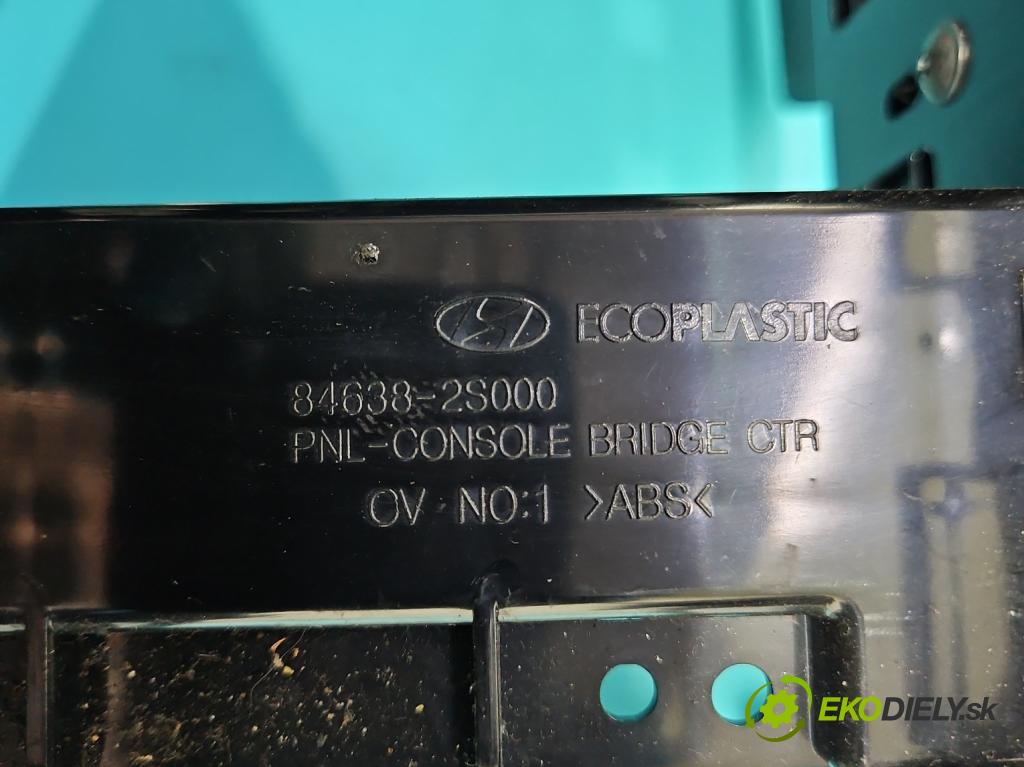 ECOPLASTIC
84638-2S000
PNL-CONSOLE BRIDGE CTR
CV NO:1 >ABS<
EKODIELY.sk